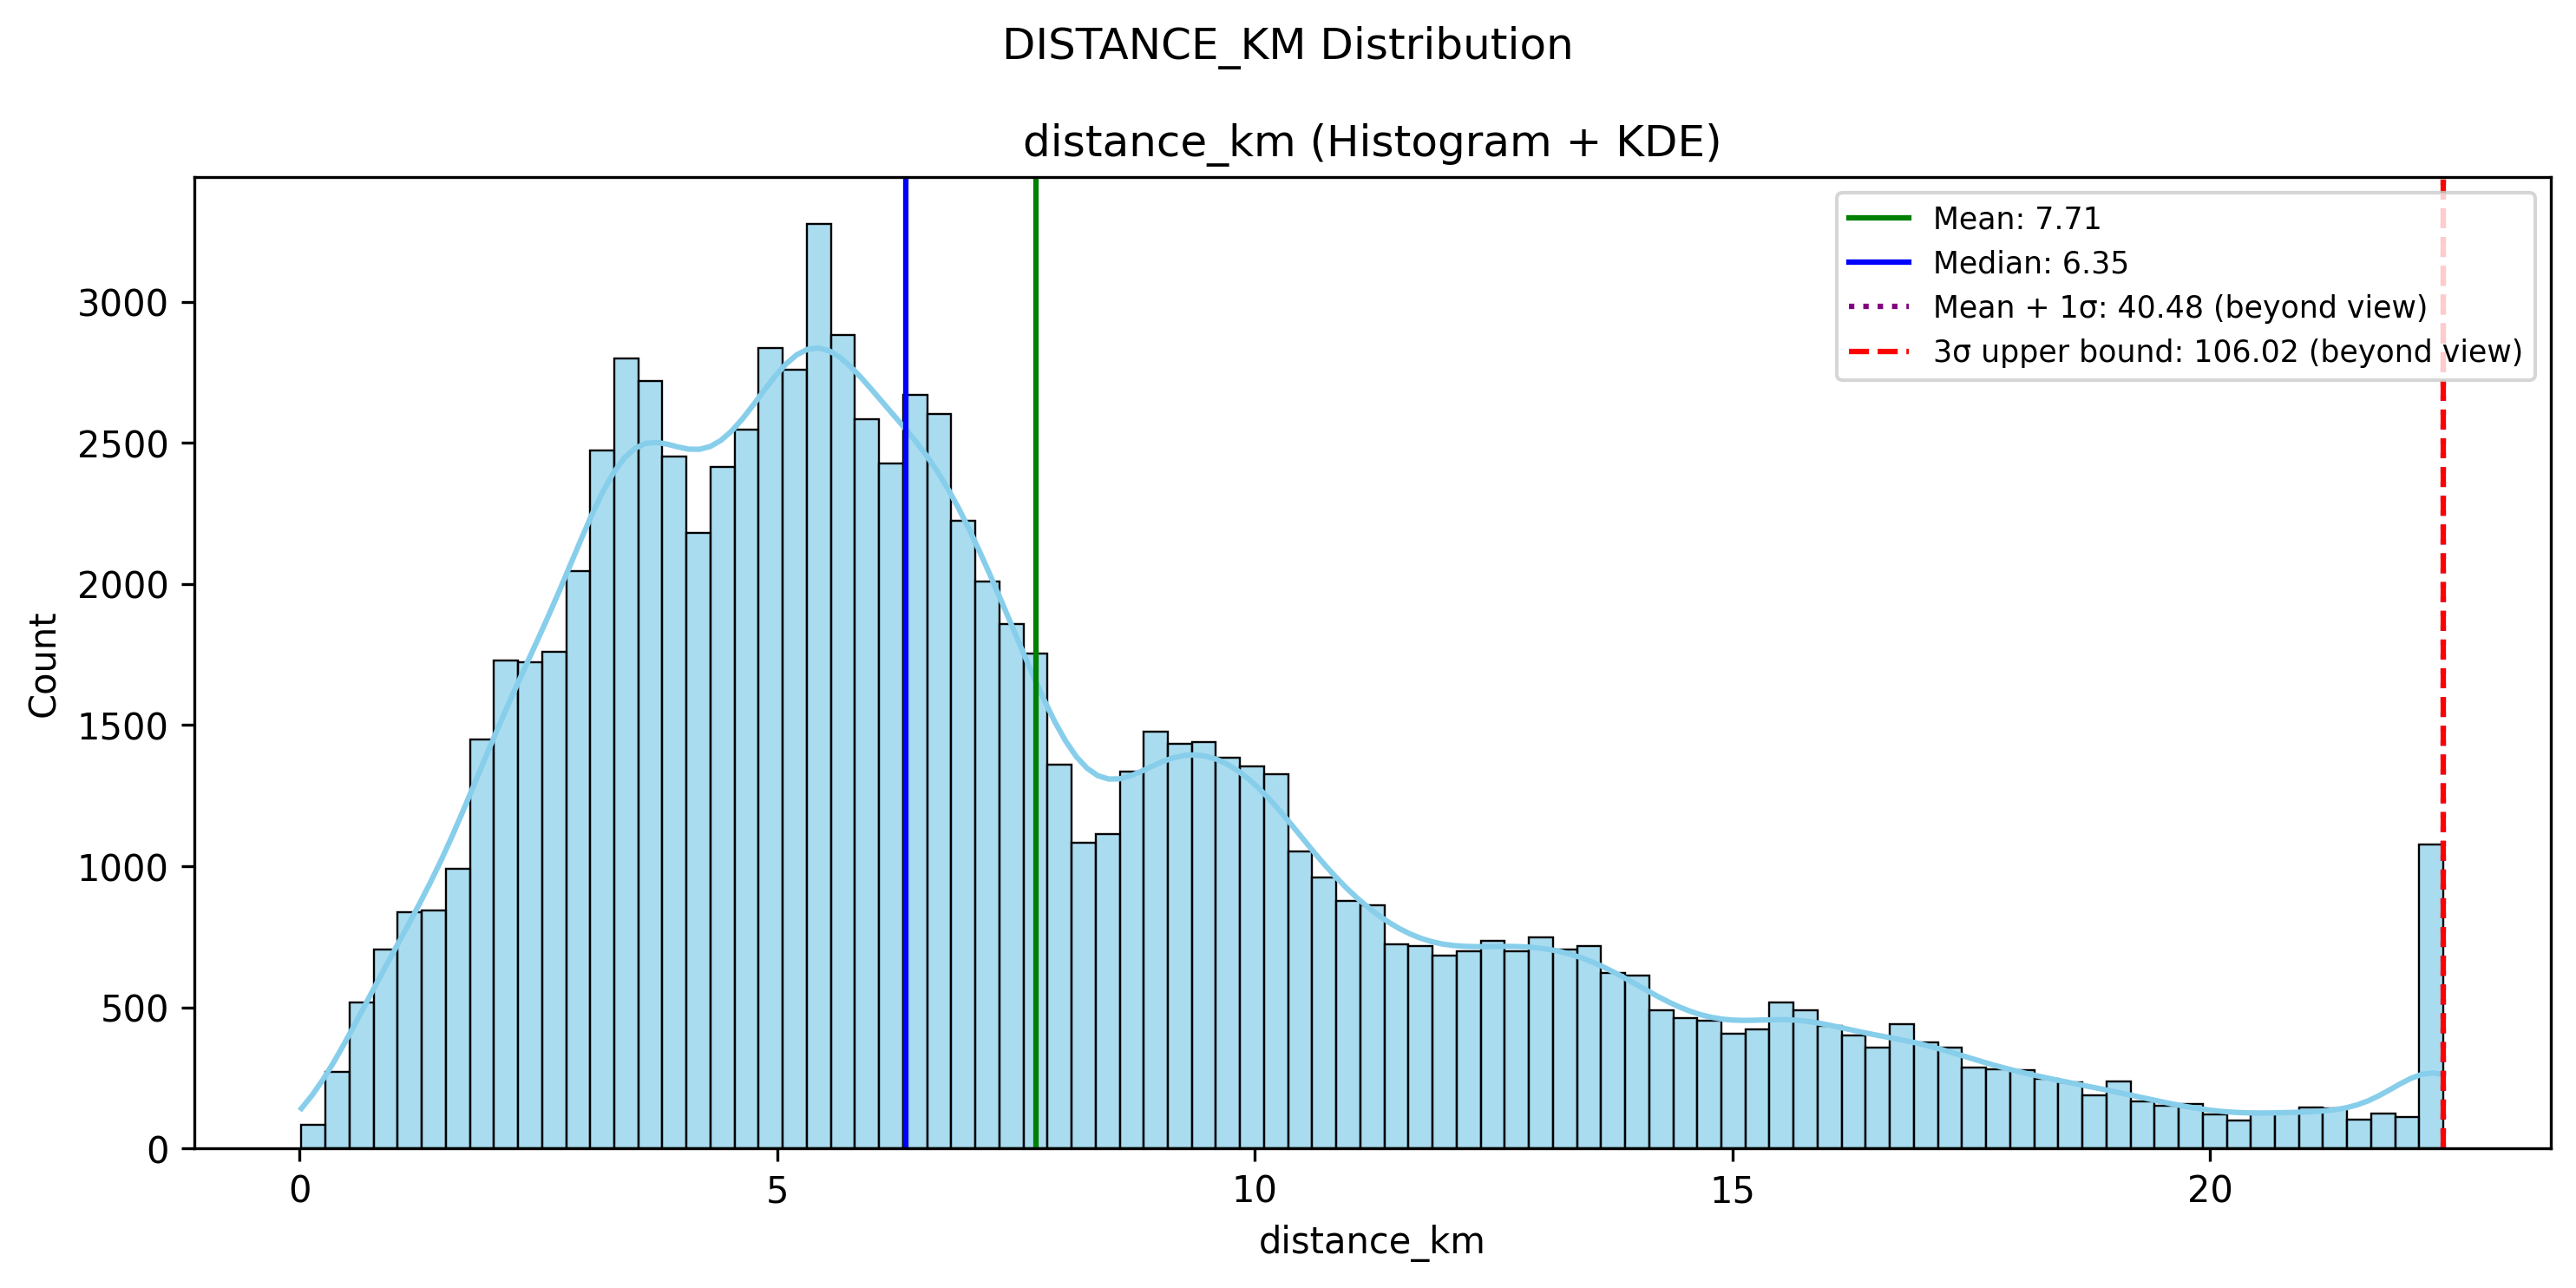 DISTANCE_KM Distribution
distance_km (Histogram + KDE)
Mean: 7.71
Median: 6.35
Mean + 1σ: 40.48 (beyond view)
3σ upper bound: 106.02 (beyond view)
3000
2500
2000
1500
1000
500
0
Count
0 5 10 15 20
distance_km